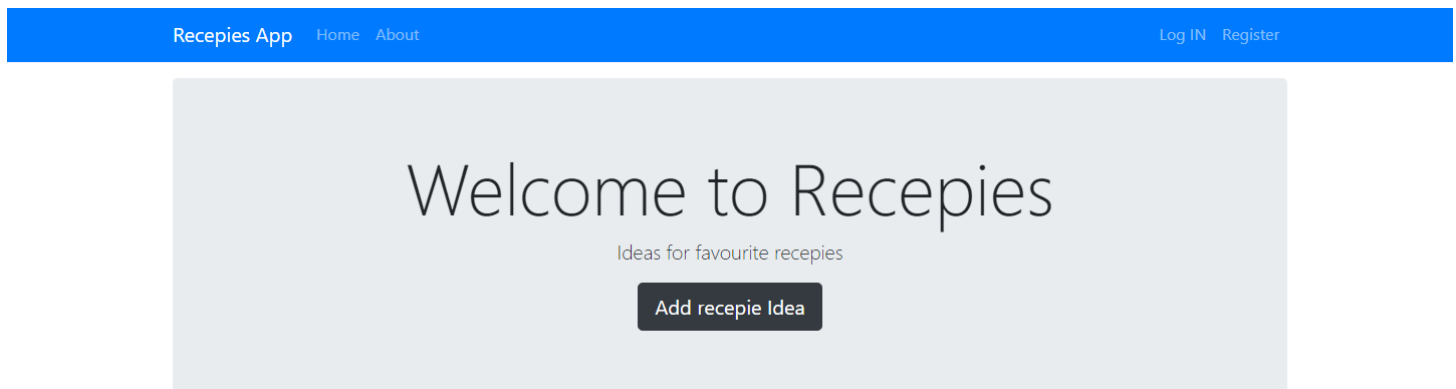 Recepies App Home About Log IN Register
Welcome to Recepies
Ideas for favourite recepies
Add recepie Idea